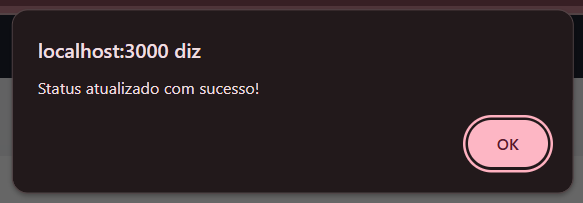 localhost:3000 diz
Status atualizado com sucesso!
OK